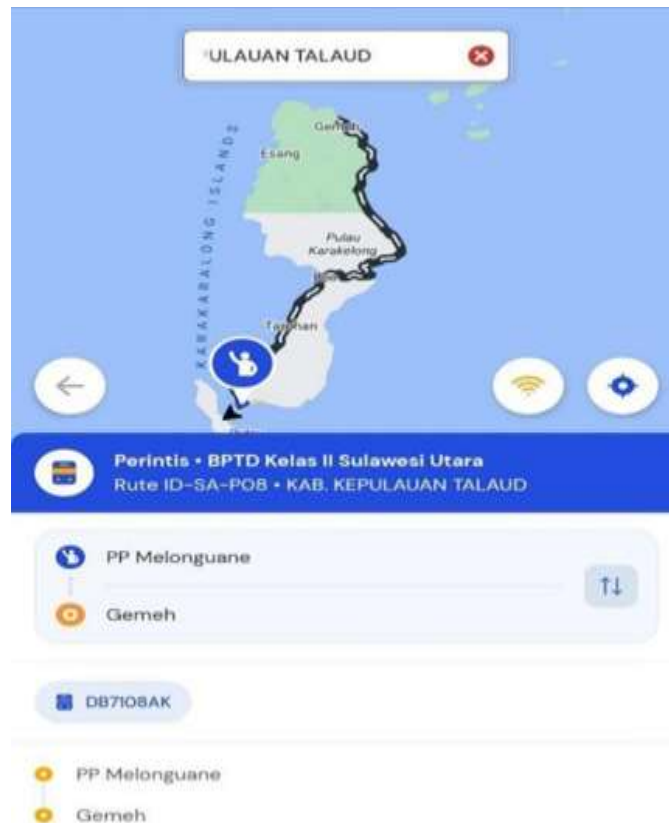 ULAUAN TALAUD
Gemeh
Esang
KARAKARALONG ISLANDS
Pulau
Karakelong
Perintis • BPTD Kelas II Sulawesi Utara
Rute ID-SA-P08 • KAB. KEPULAUAN TALAUD
PP Melonguane
Gemeh
DB7108AK
PP Melonguane
Gemeh